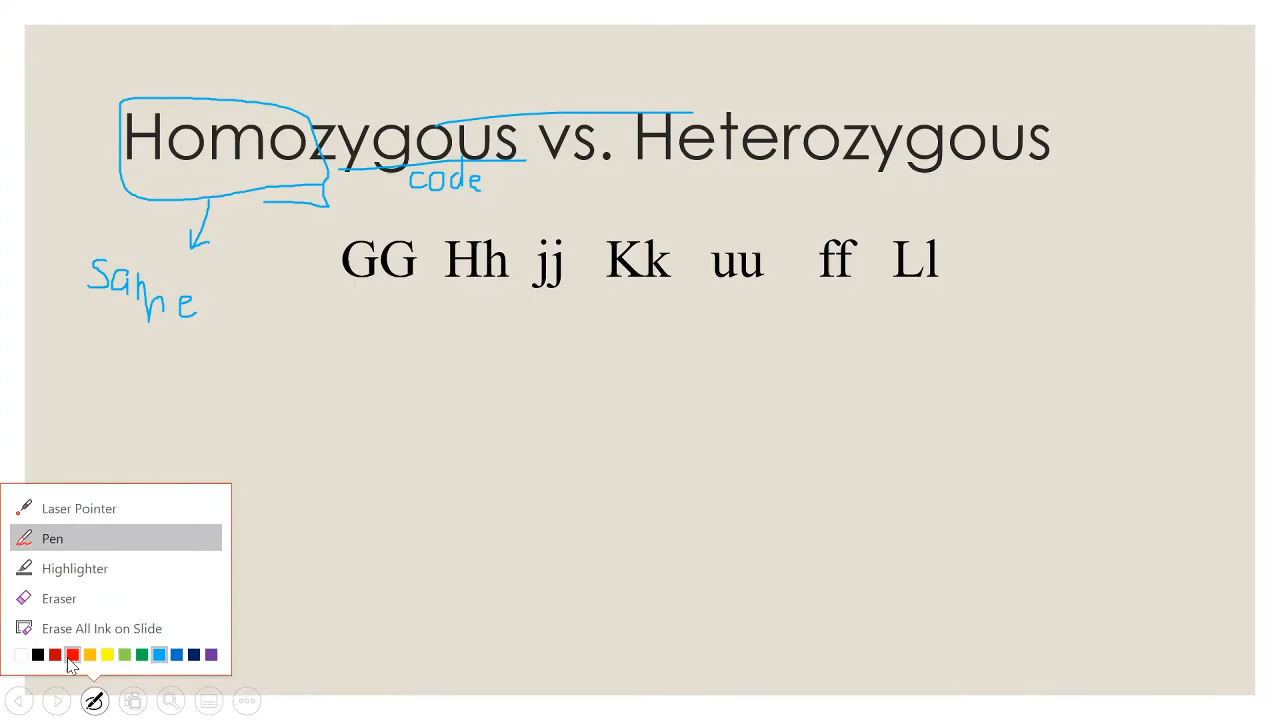 Homozygous vs. Heterozygous
code
GG Hh jj Kk uu ff Ll
same
Laser Pointer
Pen
Highlighter
Eraser
Erase All Ink on Slide